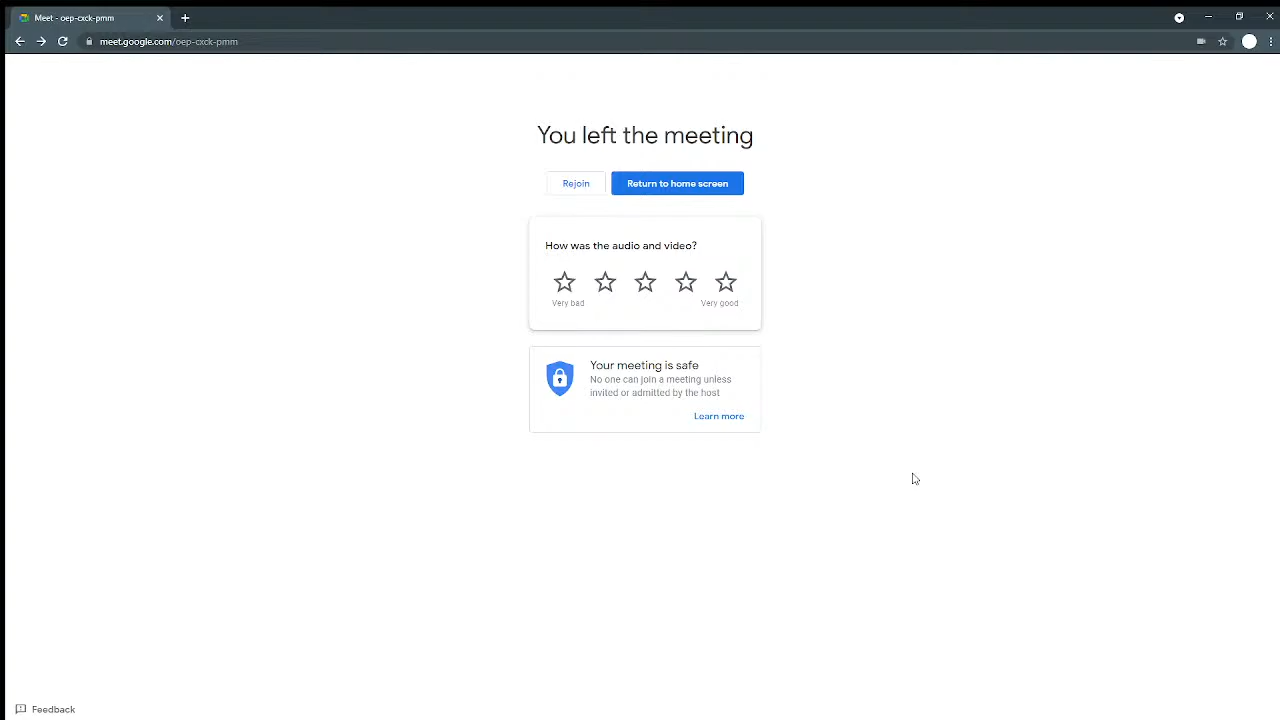 Meet - oep-cxck-pmm
meet.google.com/oep-cxck-pmm
You left the meeting
Rejoin
Return to home screen
How was the audio and video?
Very bad
Very good
Your meeting is safe
No one can join a meeting unless
invited or admitted by the host
Learn more
Feedback